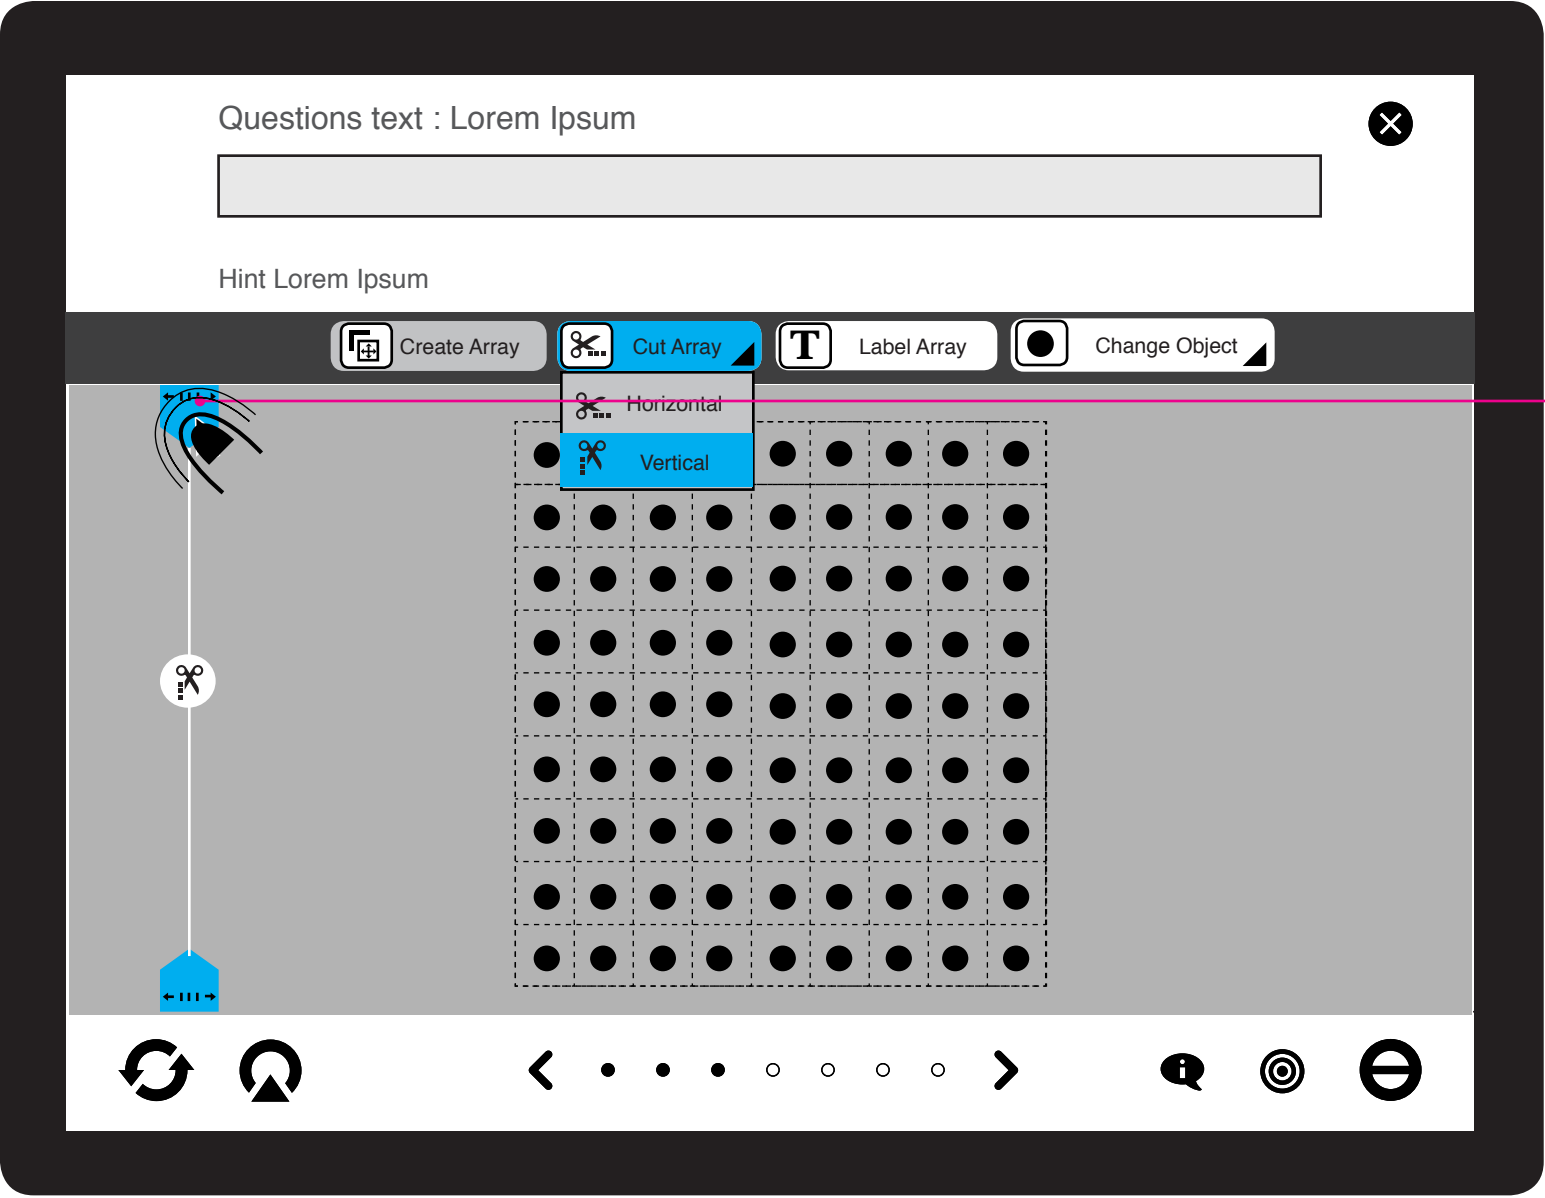 Questions text : Lorem Ipsum
Hint Lorem Ipsum
Create Array
Cut Array
T
Label Array
Change Object
Horizontal
Vertical
i